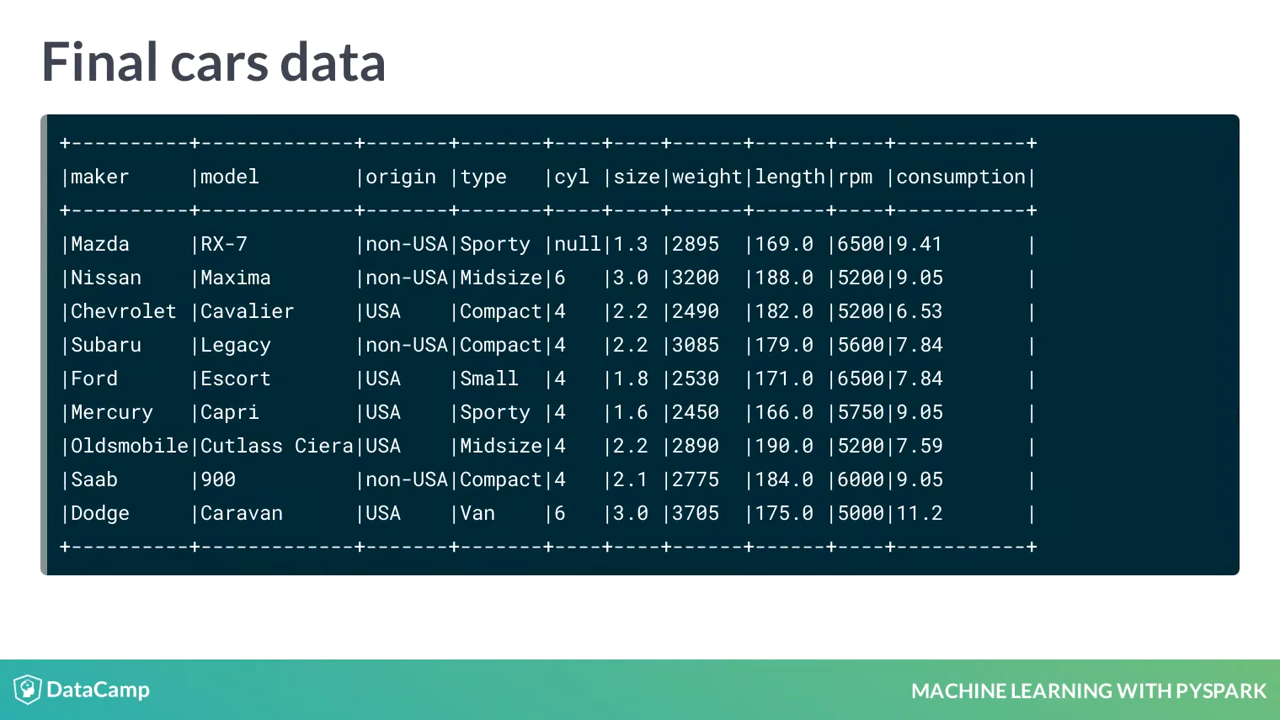 Final cars data
+----------+-------------+-------+-------+----+----+------+------+----+-----------+
|maker     |model        |origin |type   |cyl |size|weight|length|rpm |consumption|
+----------+-------------+-------+-------+----+----+------+------+----+-----------+
|Mazda     |RX-7         |non-USA|Sporty |null|1.3 |2895  |169.0 |6500|9.41       |
|Nissan    |Maxima       |non-USA|Midsize|6   |3.0 |3200  |188.0 |5200|9.05       |
|Chevrolet |Cavalier     |USA    |Compact|4   |2.2 |2490  |182.0 |5200|6.53       |
|Subaru    |Legacy       |non-USA|Compact|4   |2.2 |3085  |179.0 |5600|7.84       |
|Ford      |Escort       |USA    |Small  |4   |1.8 |2530  |171.0 |6500|7.84       |
|Mercury   |Capri        |USA    |Sporty |4   |1.6 |2450  |166.0 |5750|9.05       |
|Oldsmobile|Cutlass Ciera|USA    |Midsize|4   |2.2 |2890  |190.0 |5200|7.59       |
|Saab      |900          |non-USA|Compact|4   |2.1 |2775  |184.0 |6000|9.05       |
|Dodge     |Caravan      |USA    |Van    |6   |3.0 |3705  |175.0 |5000|11.2       |
+----------+-------------+-------+-------+----+----+------+------+----+-----------+
DataCamp
MACHINE LEARNING WITH PYSPARK